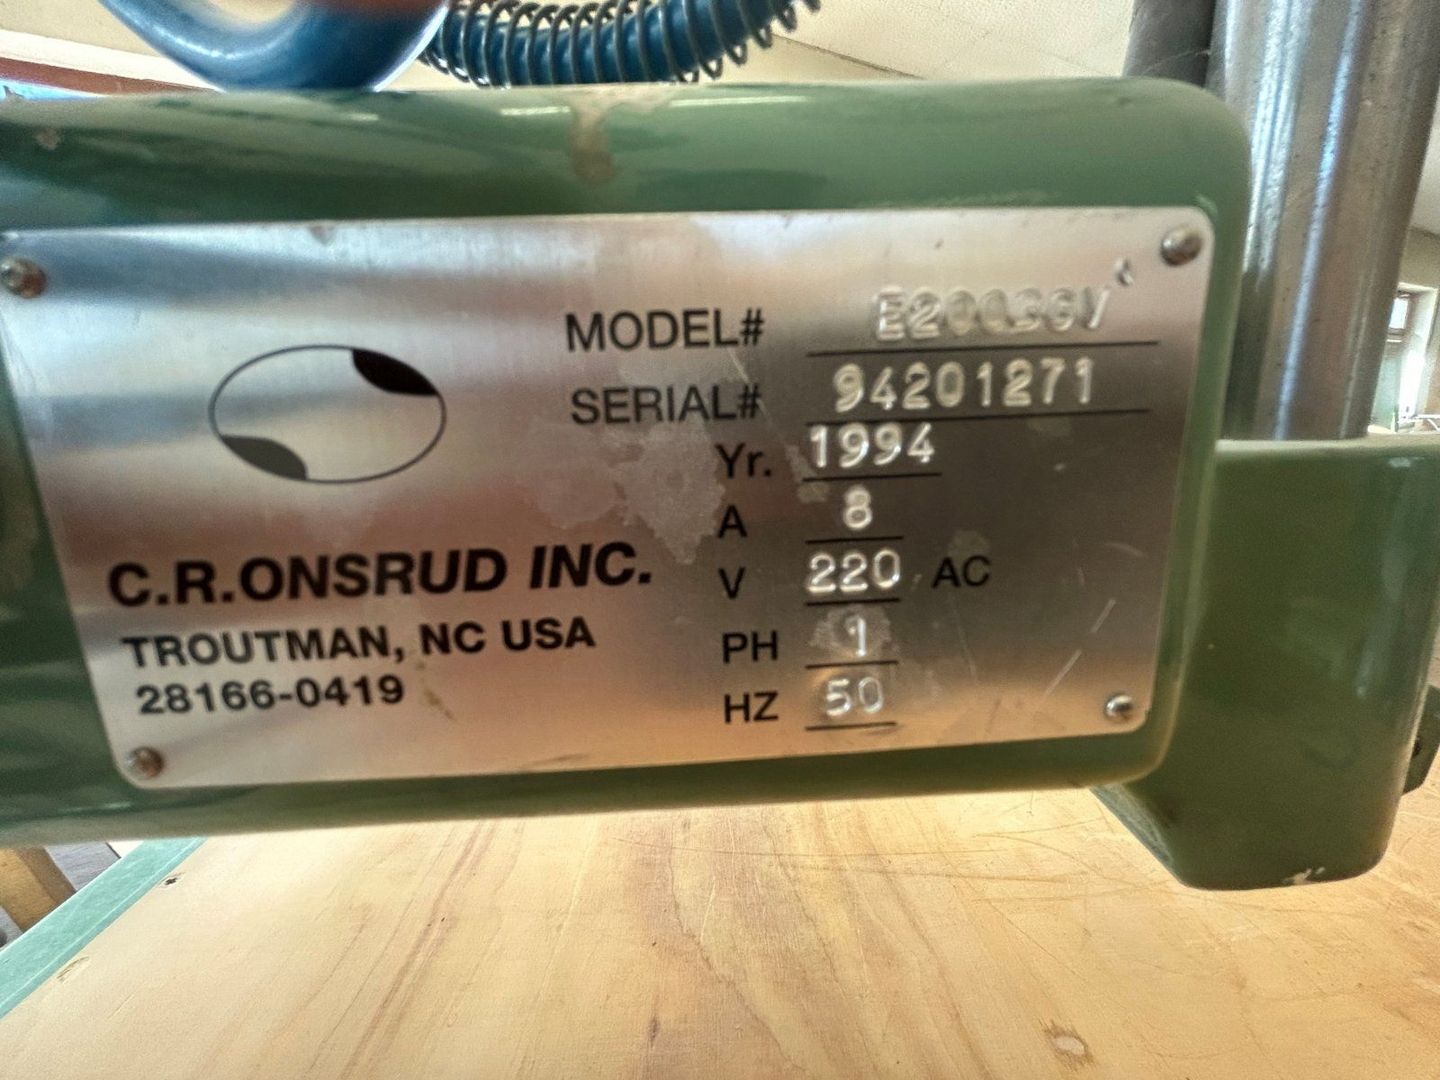 MODEL#
SERIAL# 94201271
Yr. 1994
A 8
V 220 AC
PH 1
HZ 50
C.R.ONSRUD INC.
TROUTMAN, NC USA
28166-0419